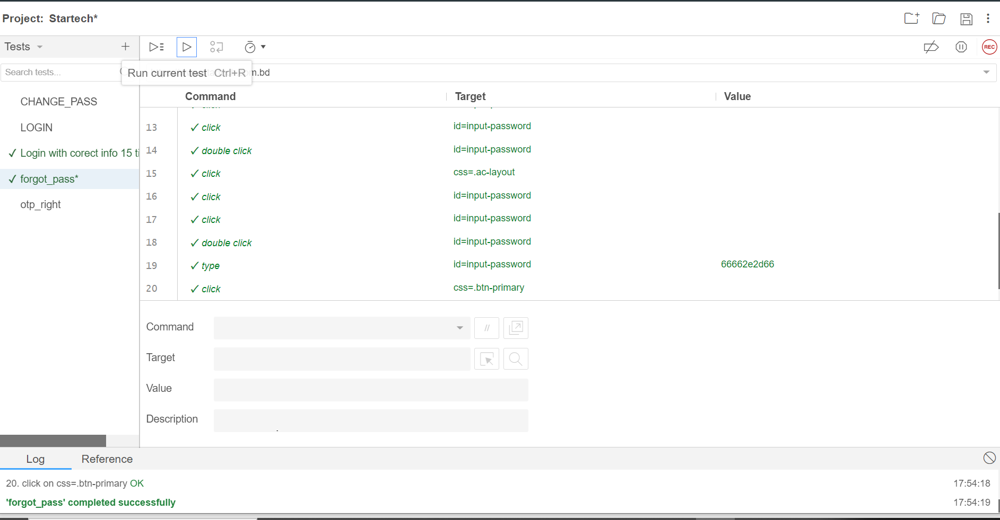 Project: Startech*
Tests
Search tests...
Run current test Ctrl+R
m.bd
CHANGE_PASS
LOGIN
✓ Login with corect info 15 ti
✓ forgot_pass*
otp_right
REC
Command Target Value
13 ✓ click id=input-password
14 ✓ double click id=input-password
15 ✓ click css=.ac-layout
16 ✓ click id=input-password
17 ✓ click id=input-password
18 ✓ double click id=input-password
19 ✓ type id=input-password 66662e2d66
20 ✓ click css=.btn-primary
Command //
Target
Value
Description
Log Reference
20. click on css=.btn-primary OK 17:54:18
'forgot_pass' completed successfully 17:54:19